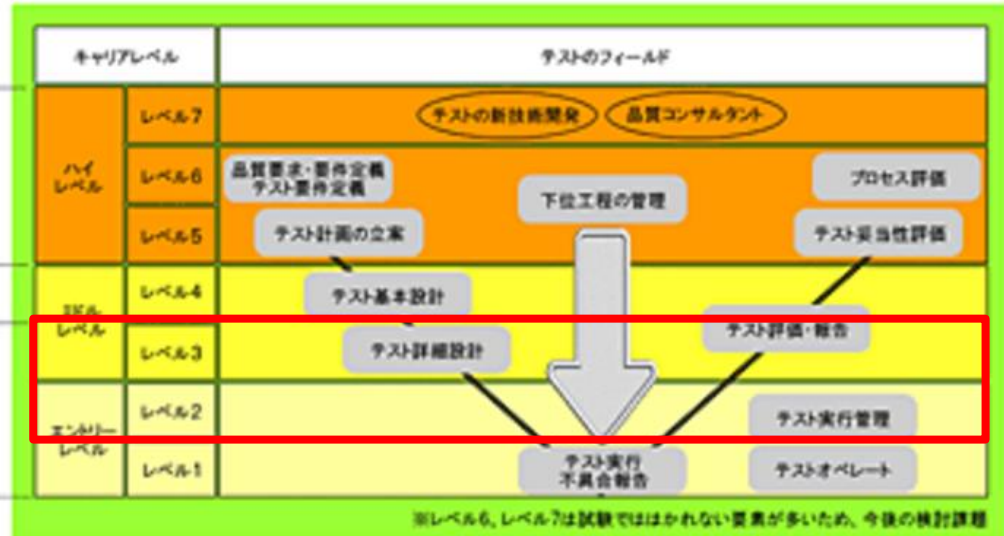 キャリアレベル
テストのフィールド
ハイ
レベル
レベル7
テストの新技術開発
品質コンサルタント
レベル6
品質要求・要件定義
テスト要件定義
下位工程の管理
プロセス評価
レベル5
テスト計画の立案
テスト妥当性評価
ミドル
レベル
レベル4
テスト基本設計
テスト評価・報告
レベル3
テスト詳細設計
エントリー
レベル
レベル2
テスト実行管理
レベル1
テスト実行
不具合報告
テストオペレート
※レベル6、レベル7は試験でははかれない要素が多いため、今後の検討課題